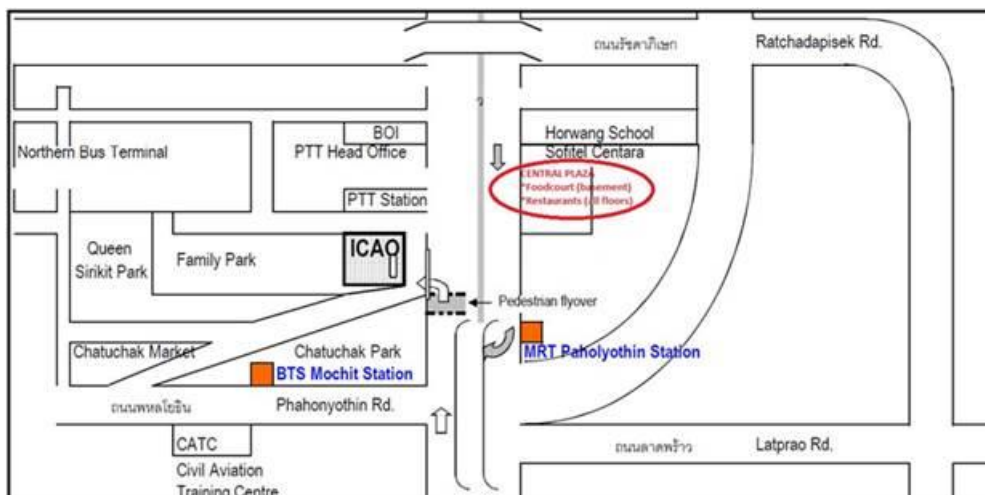 ถนนรัชดาภิเษก
Ratchadapisek Rd.
BOI
Horwang School
Northern Bus Terminal
PTT Head Office
Sofitel Centara
CENTRAL PLAZA
*Foodcourt (basement)
*Restaurants (all floors)
PTT Station
ICAO
Queen
Sirikit Park
Family Park
Pedestrian flyover
Chatuchak Market
Chatuchak Park
MRT Paholyothin Station
BTS Mochit Station
ถนนพหลโยธิน
Phahonyothin Rd.
CATC
ถนนลาดพร้าว
Latprao Rd.
Civil Aviation
Training Centre